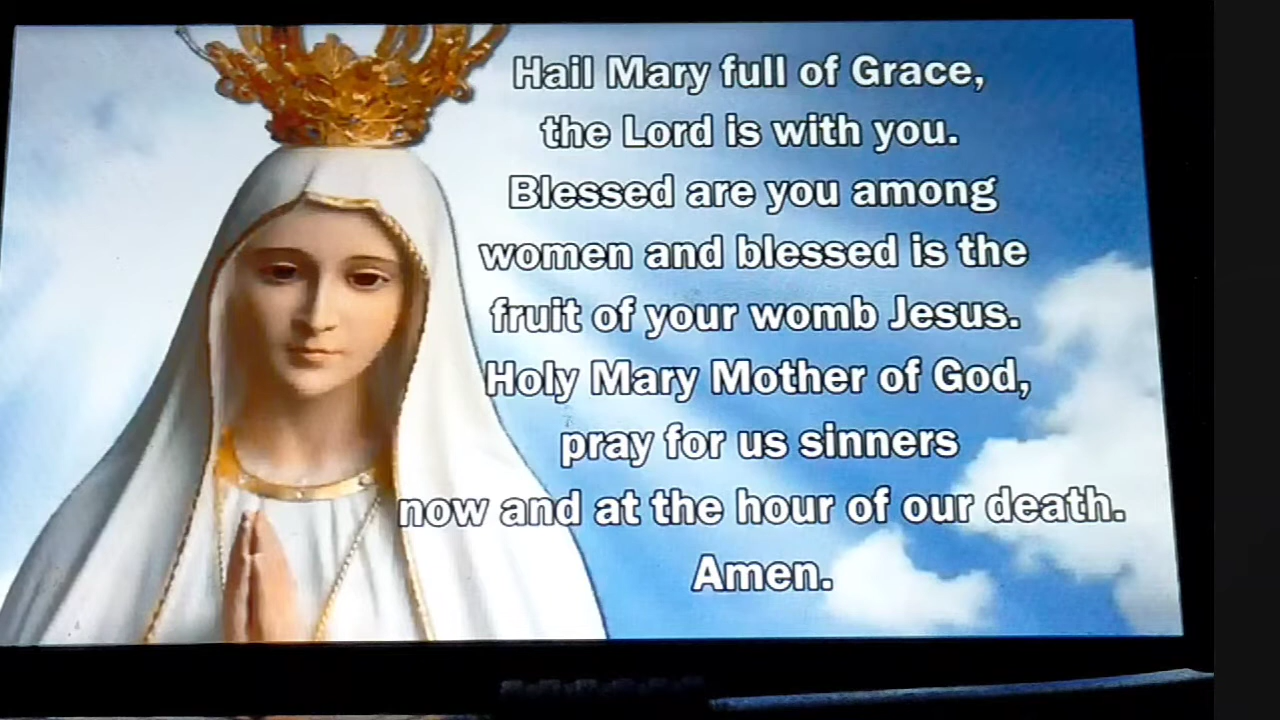 Hail Mary full of Grace,
the Lord is with you.
Blessed are you among
women and blessed is the
fruit of your womb Jesus.
Holy Mary Mother of God,
pray for us sinners
now and at the hour of our death.
Amen.